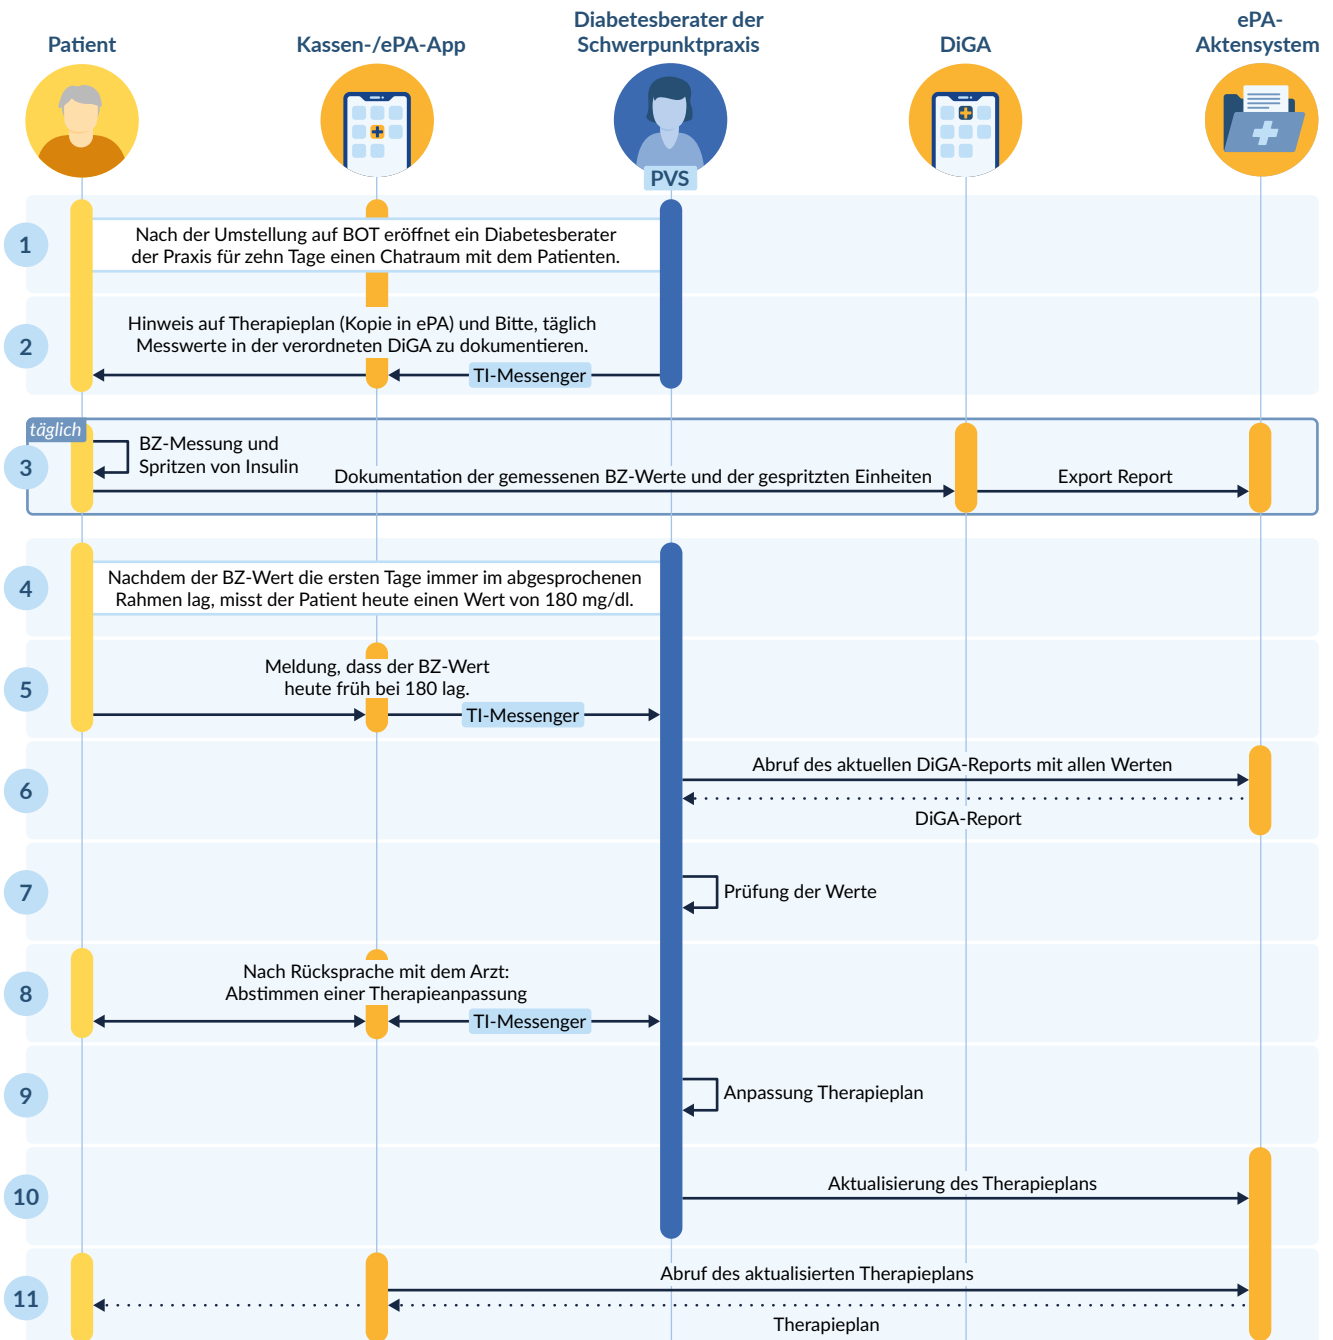 Patient
Kassen-/ePA-App
Diabetesberater der
Schwerpunktpraxis
DiGA
ePA-
Aktensystem
PVS
1
Nach der Umstellung auf BOT eröffnet ein Diabetesberater
der Praxis für zehn Tage einen Chatraum mit dem Patienten.
2
Hinweis auf Therapieplan (Kopie in ePA) und Bitte, täglich
Messwerte in der verordneten DiGA zu dokumentieren.
TI-Messenger
täglich
3
BZ-Messung und
Spritzen von Insulin
Dokumentation der gemessenen BZ-Werte und der gespritzten Einheiten
Export Report
4
Nachdem der BZ-Wert die ersten Tage immer im abgesprochenen
Rahmen lag, misst der Patient heute einen Wert von 180 mg/dl.
5
Meldung, dass der BZ-Wert
heute früh bei 180 lag.
TI-Messenger
6
Abruf des aktuellen DiGA-Reports mit allen Werten
DiGA-Report
7
Prüfung der Werte
8
Nach Rücksprache mit dem Arzt:
Abstimmen einer Therapieanpassung
TI-Messenger
9
Anpassung Therapieplan
10
Aktualisierung des Therapieplans
11
Abruf des aktualisierten Therapieplans
Therapieplan